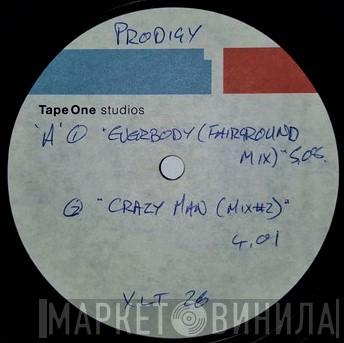 PRODIGY
Tape One studios
'A' ① "EVERBODY (FAIRGROUND
MIX)" 5.08.
② "CRAZY MAN (MIX#2)"
4.01
XLT 26
МАРКЕТ ВИНИЛА